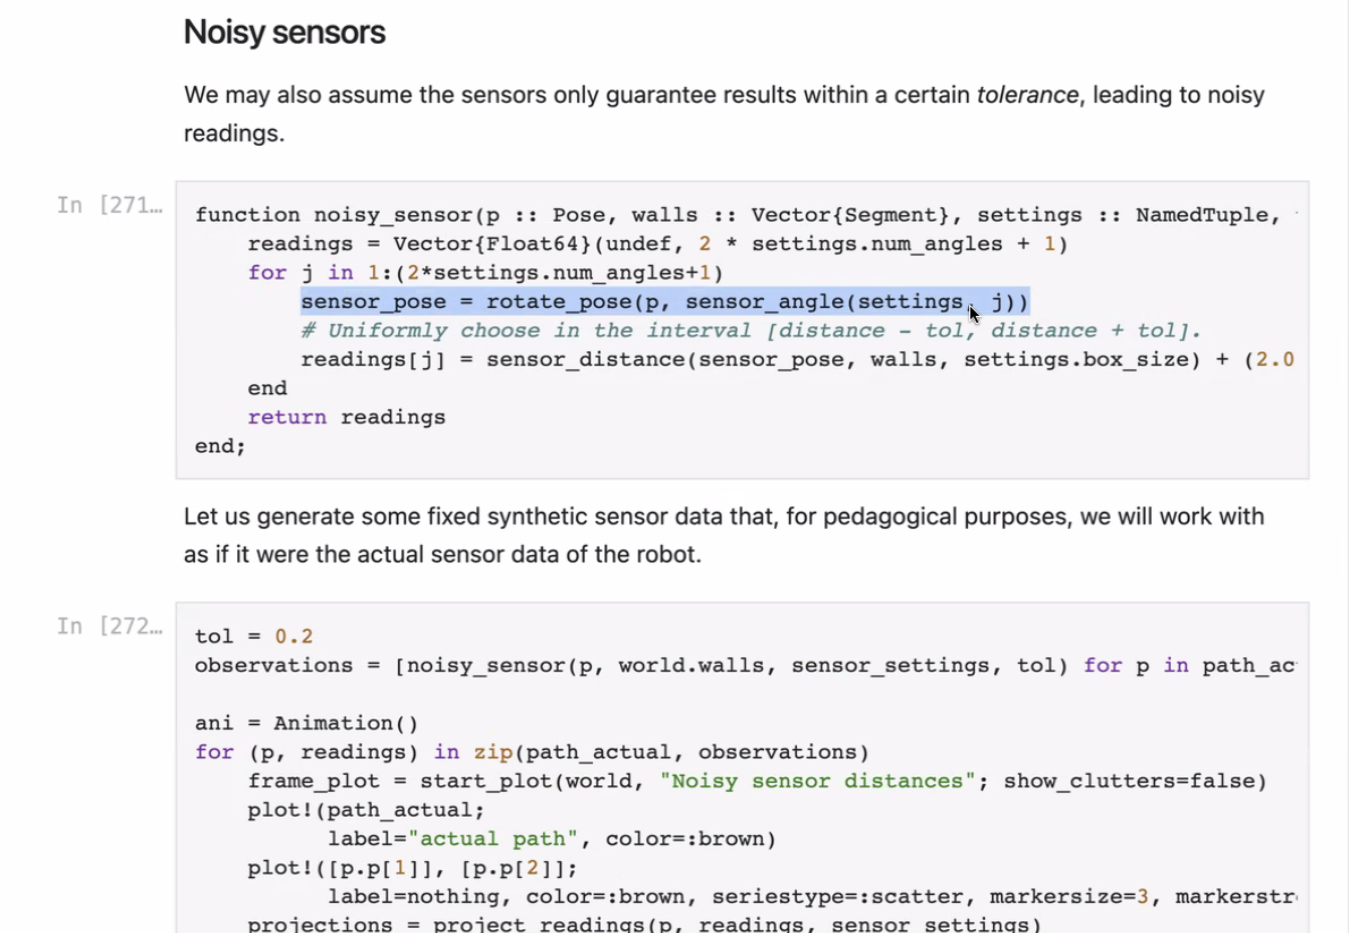 Noisy sensors
We may also assume the sensors only guarantee results within a certain tolerance, leading to noisy
readings.
In [271…
function noisy_sensor(p :: Pose, walls :: Vector{Segment}, settings :: NamedTuple,
    readings = Vector{Float64}(undef, 2 * settings.num_angles + 1)
    for j in 1:(2*settings.num_angles+1)
        sensor_pose = rotate_pose(p, sensor_angle(settings, j))
        # Uniformly choose in the interval [distance - tol, distance + tol].
        readings[j] = sensor_distance(sensor_pose, walls, settings.box_size) + (2.0
    end
    return readings
end;
Let us generate some fixed synthetic sensor data that, for pedagogical purposes, we will work with
as if it were the actual sensor data of the robot.
In [272…
tol = 0.2
observations = [noisy_sensor(p, world.walls, sensor_settings, tol) for p in path_ac
ani = Animation()
for (p, readings) in zip(path_actual, observations)
    frame_plot = start_plot(world, "Noisy sensor distances"; show_clutters=false)
    plot!(path_actual;
          label="actual path", color=:brown)
    plot!([p.p[1]], [p.p[2]];
          label=nothing, color=:brown, seriestype=:scatter, markersize=3, markerstr
    projections = project_readings(p, readings, sensor_settings)